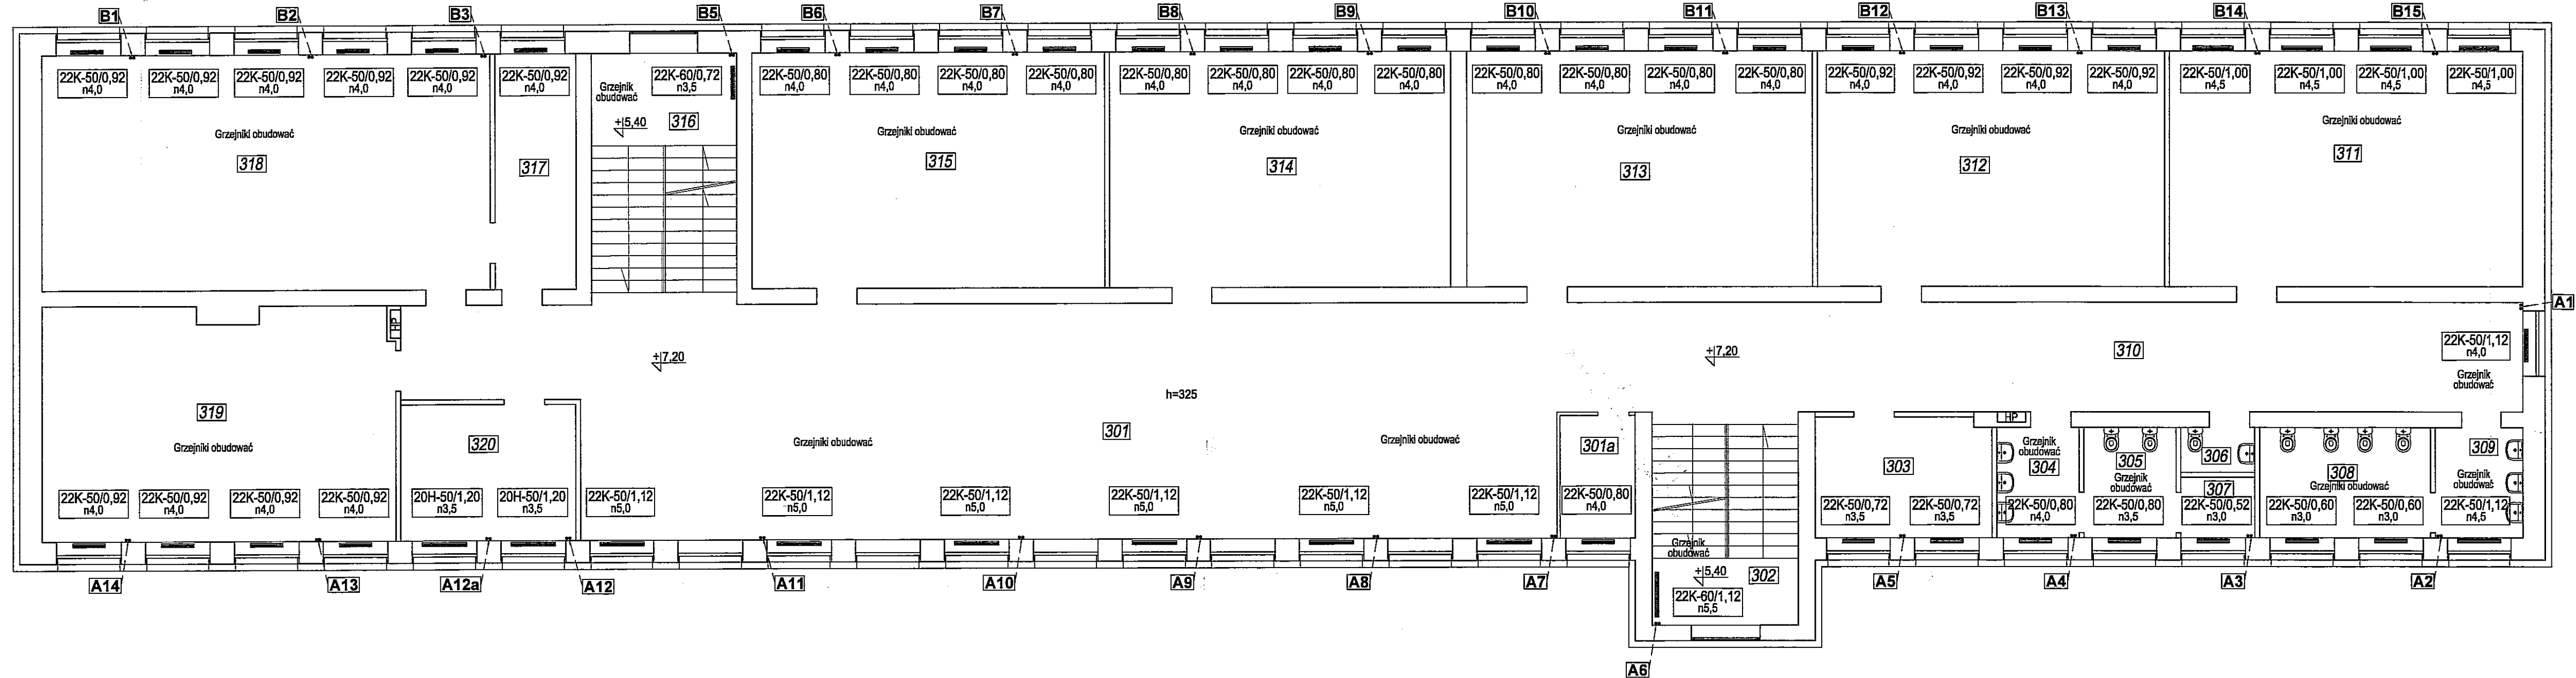 B1
B2
B3
B5
B6
B7
B8
B9
B10
B11
B12
B13
B14
B15
22K-50/0,92
n4,0
22K-50/0,92
n4,0
22K-50/0,92
n4,0
22K-50/0,92
n4,0
22K-50/0,92
n4,0
22K-50/0,92
n4,0
Grzejnik
obudować
22K-60/0,72
n3,5
22K-50/0,80
n4,0
22K-50/0,80
n4,0
22K-50/0,80
n4,0
22K-50/0,80
n4,0
22K-50/0,80
n4,0
22K-50/0,80
n4,0
22K-50/0,80
n4,0
22K-50/0,80
n4,0
22K-50/0,80
n4,0
22K-50/0,80
n4,0
22K-50/0,80
n4,0
22K-50/0,80
n4,0
22K-50/0,92
n4,0
22K-50/0,92
n4,0
22K-50/0,92
n4,0
22K-50/0,92
n4,0
22K-50/1,00
n4,5
22K-50/1,00
n4,5
22K-50/1,00
n4,5
22K-50/1,00
n4,5
Grzejniki obudować
318
317
+5,40
316
Grzejniki obudować
315
Grzejniki obudować
314
Grzejniki obudować
313
Grzejniki obudować
312
Grzejniki obudować
311
A1
HP
+7,20
+7,20
310
22K-50/1,12
n4,0
Grzejnik
obudować
h=325
319
Grzejniki obudować
320
Grzejniki obudować
301
Grzejniki obudować
301a
303
HP
Grzejnik
obudować
304
305
Grzejnik
obudować
306
307
308
Grzejniki obudować
309
Grzejnik
obudować
22K-50/0,92
n4,0
22K-50/0,92
n4,0
22K-50/0,92
n4,0
22K-50/0,92
n4,0
20H-50/1,20
n3,5
20H-50/1,20
n3,5
22K-50/1,12
n5,0
22K-50/1,12
n5,0
22K-50/1,12
n5,0
22K-50/1,12
n5,0
22K-50/1,12
n5,0
22K-50/1,12
n5,0
22K-50/0,80
n4,0
22K-50/0,72
n3,5
22K-50/0,72
n3,5
22K-50/0,80
n4,0
22K-50/0,80
n3,5
22K-50/0,52
n3,0
22K-50/0,60
n3,0
22K-50/0,60
n3,0
22K-50/1,12
n4,5
Grzejnik
obudować
+5,40
302
22K-60/1,12
n5,5
A14
A13
A12a
A12
A11
A10
A9
A8
A7
A5
A4
A3
A2
A6